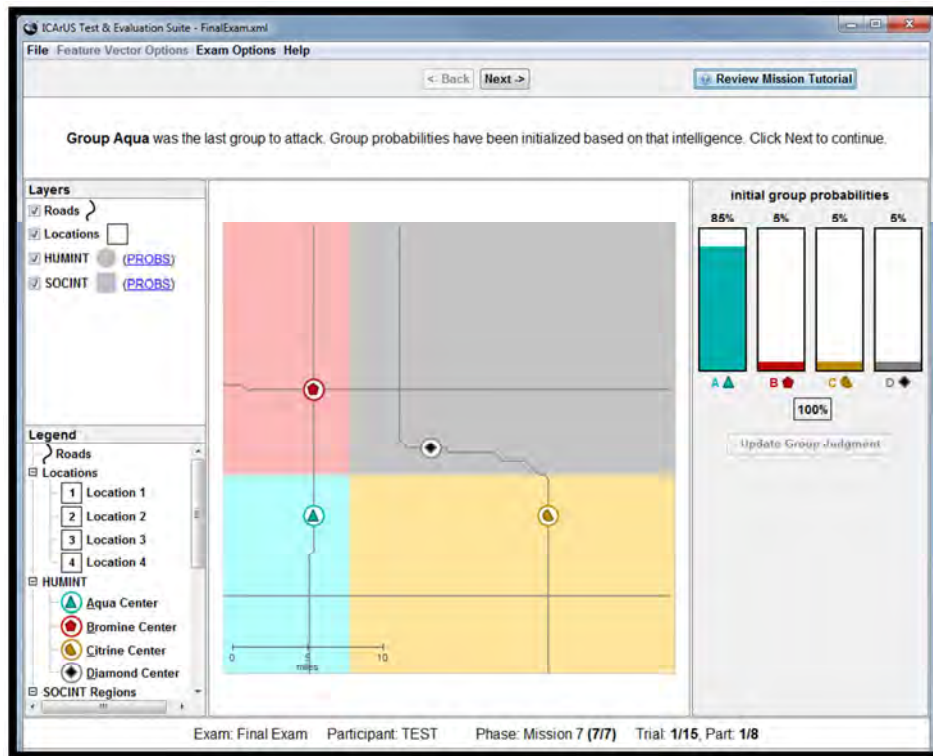 ICArUS Test & Evaluation Suite - FinalExam.xml
File Feature Vector Options Exam Options Help
<- Back Next -> Review Mission Tutorial
Group Aqua was the last group to attack. Group probabilities have been initialized based on that intelligence. Click Next to continue.
Layers
Roads
Locations
HUMINT (PROBS)
SOCINT (PROBS)
Legend
Roads
Locations
1 Location 1
2 Location 2
3 Location 3
4 Location 4
HUMINT
Aqua Center
Bromine Center
Citrine Center
Diamond Center
SOCINT Regions
0 5 10
miles
initial group probabilities
85% 5% 5% 5%
A B C D
100%
Update Group Judgment
Exam: Final Exam Participant: TEST Phase: Mission 7 (7/7) Trial: 1/15, Part: 1/8